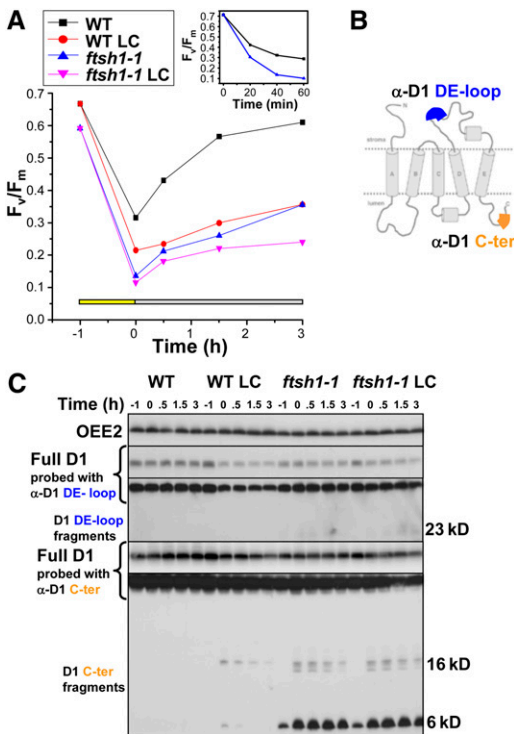 A
WT
WT LC
ftsh1-1
ftsh1-1 LC
Fv/Fm
0.7
0.6
0.5
0.4
0.3
0.2
0.1
0 20 40 60
Time (min)
Fv/Fm
0.8
0.7
0.6
0.5
0.4
0.3
0.2
0.1
0.0
-1 0 1 2 3
Time (h)
B
α-D1 DE-loop
N
stroma
A B C D E
lumen
C
α-D1 C-ter
C
WT WT LC ftsh1-1 ftsh1-1 LC
Time (h) -1 0 .5 1.5 3 -1 0 .5 1.5 3 -1 0 .5 1.5 3 -1 0 .5 1.5 3
OEE2
Full D1
probed with
α-D1 DE- loop
D1 DE-loop
fragments
23 kD
Full D1
probed with
α-D1 C-ter
D1 C-ter
fragments
16 kD
6 kD